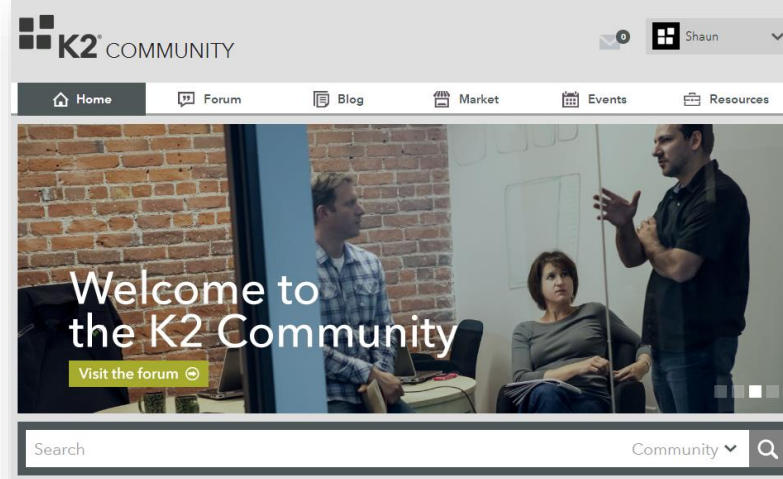 K2 COMMUNITY
0
Shaun
Home Forum Blog Market Events Resources
Welcome to
the K2 Community
Visit the forum
Search Community